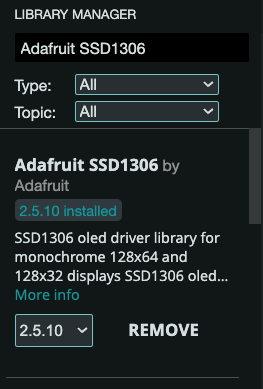 LIBRARY MANAGER
Adafruit SSD1306
Type: All
Topic: All
Adafruit SSD1306 by
Adafruit
2.5.10 installed
SSD1306 oled driver library for
monochrome 128x64 and
128x32 displays SSD1306 oled...
More info
2.5.10 REMOVE